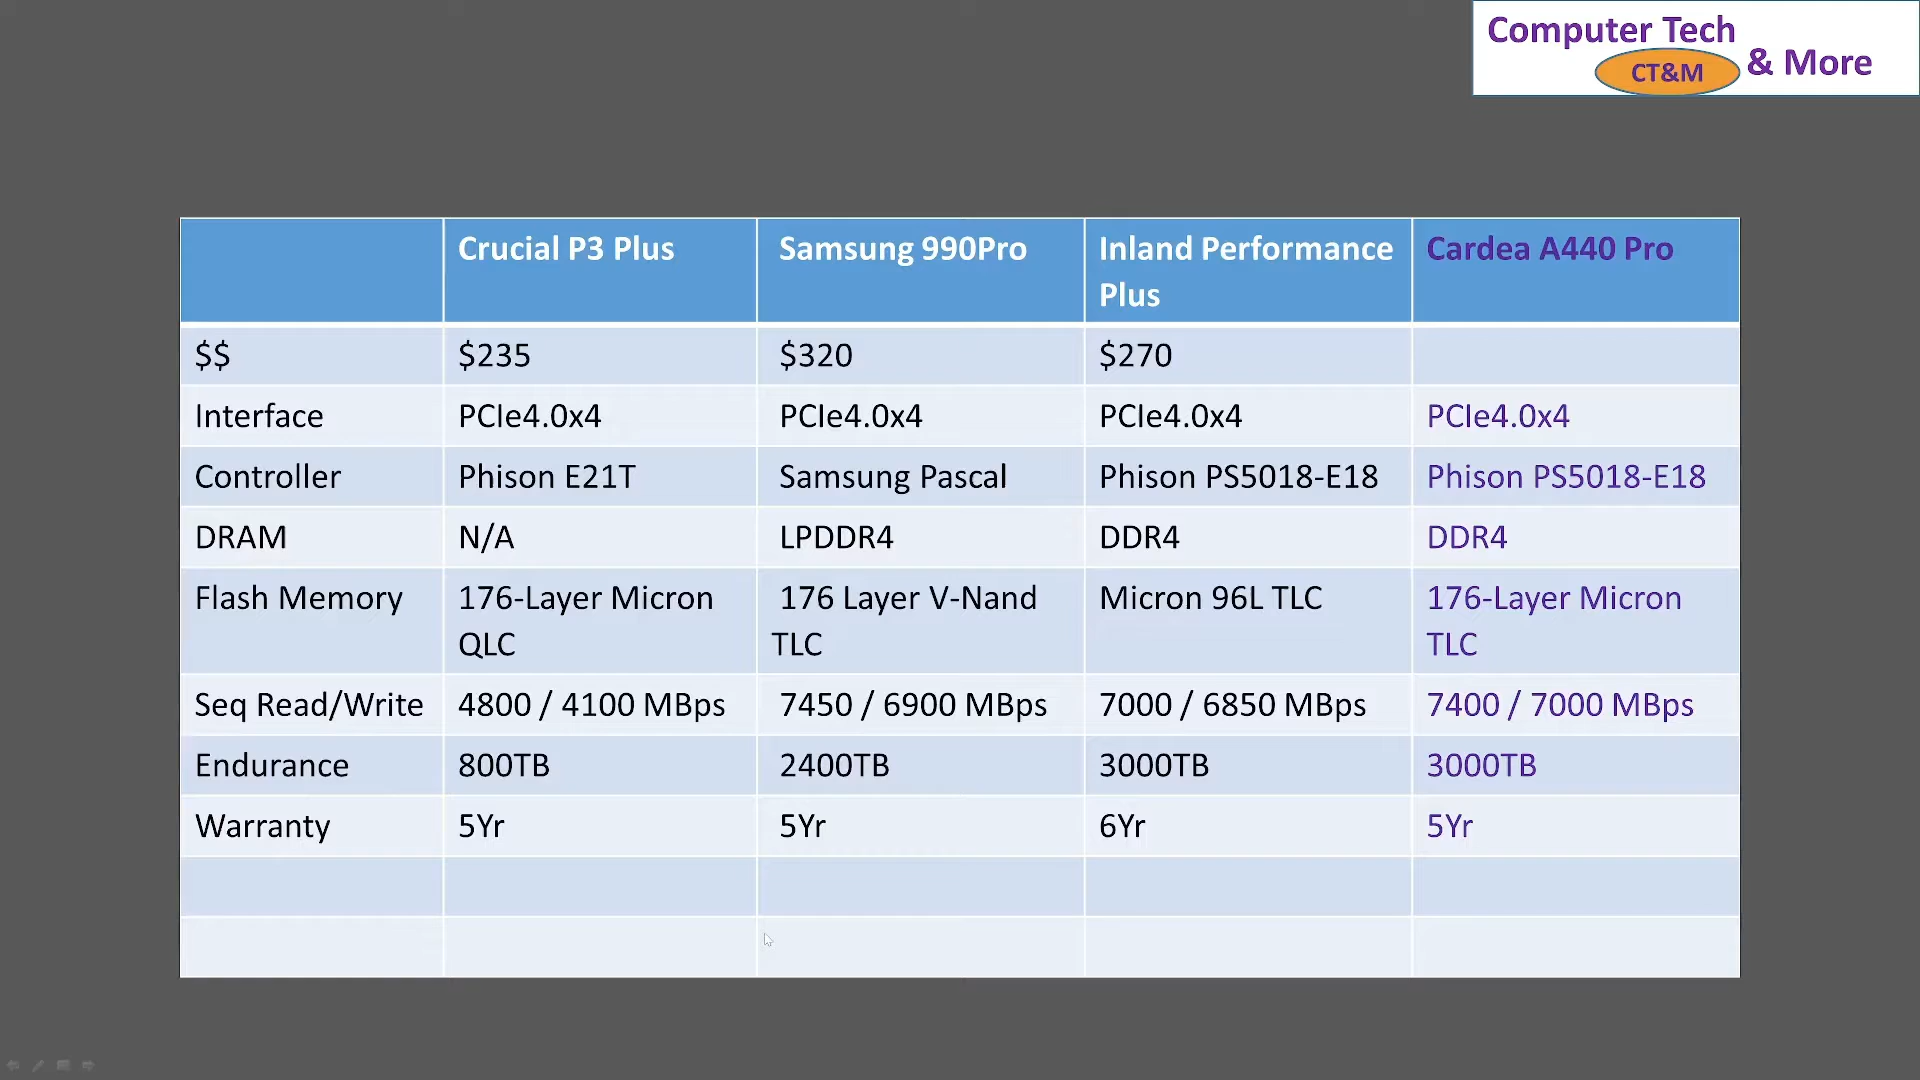 Computer Tech
CT&M
& More
Crucial P3 Plus
Samsung 990Pro
Inland Performance
Plus
Cardea A440 Pro
$$
$235
$320
$270
Interface
PCIe4.0x4
PCIe4.0x4
PCIe4.0x4
PCIe4.0x4
Controller
Phison E21T
Samsung Pascal
Phison PS5018-E18
Phison PS5018-E18
DRAM
N/A
LPDDR4
DDR4
DDR4
Flash Memory
176-Layer Micron
QLC
176 Layer V-Nand
TLC
Micron 96L TLC
176-Layer Micron
TLC
Seq Read/Write
4800 / 4100 MBps
7450 / 6900 MBps
7000 / 6850 MBps
7400 / 7000 MBps
Endurance
800TB
2400TB
3000TB
3000TB
Warranty
5Yr
5Yr
6Yr
5Yr